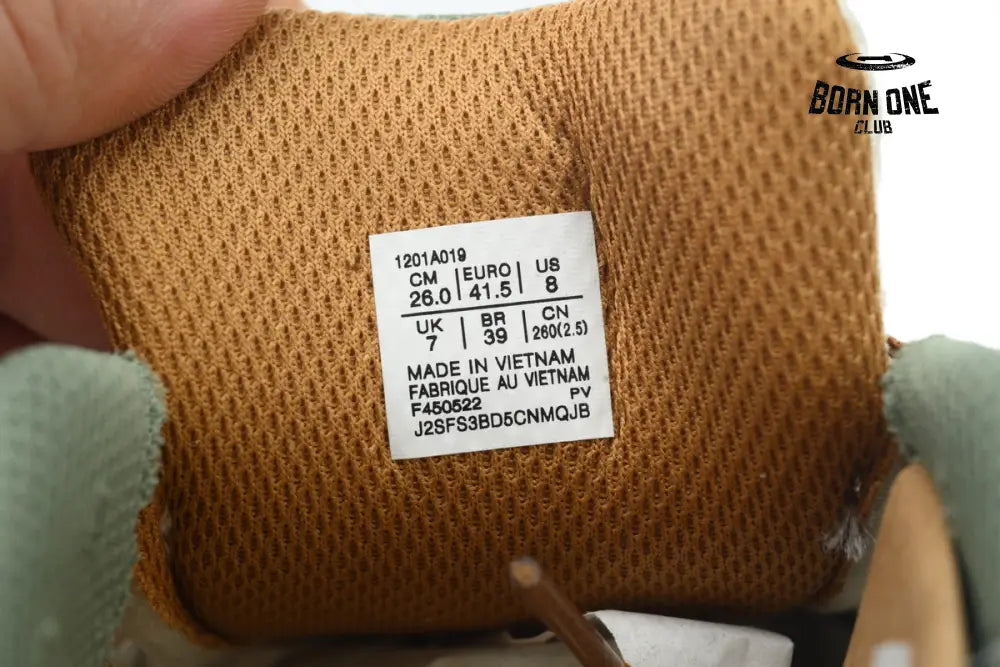 BORN ONE
CLUB
1201A019
CM EURO US
26.0 41.5 8
UK BR CN
7 39 260(2.5)
MADE IN VIETNAM
FABRIQUE AU VIETNAM
F450522 PV
J2SFS3BD5CNMQJB